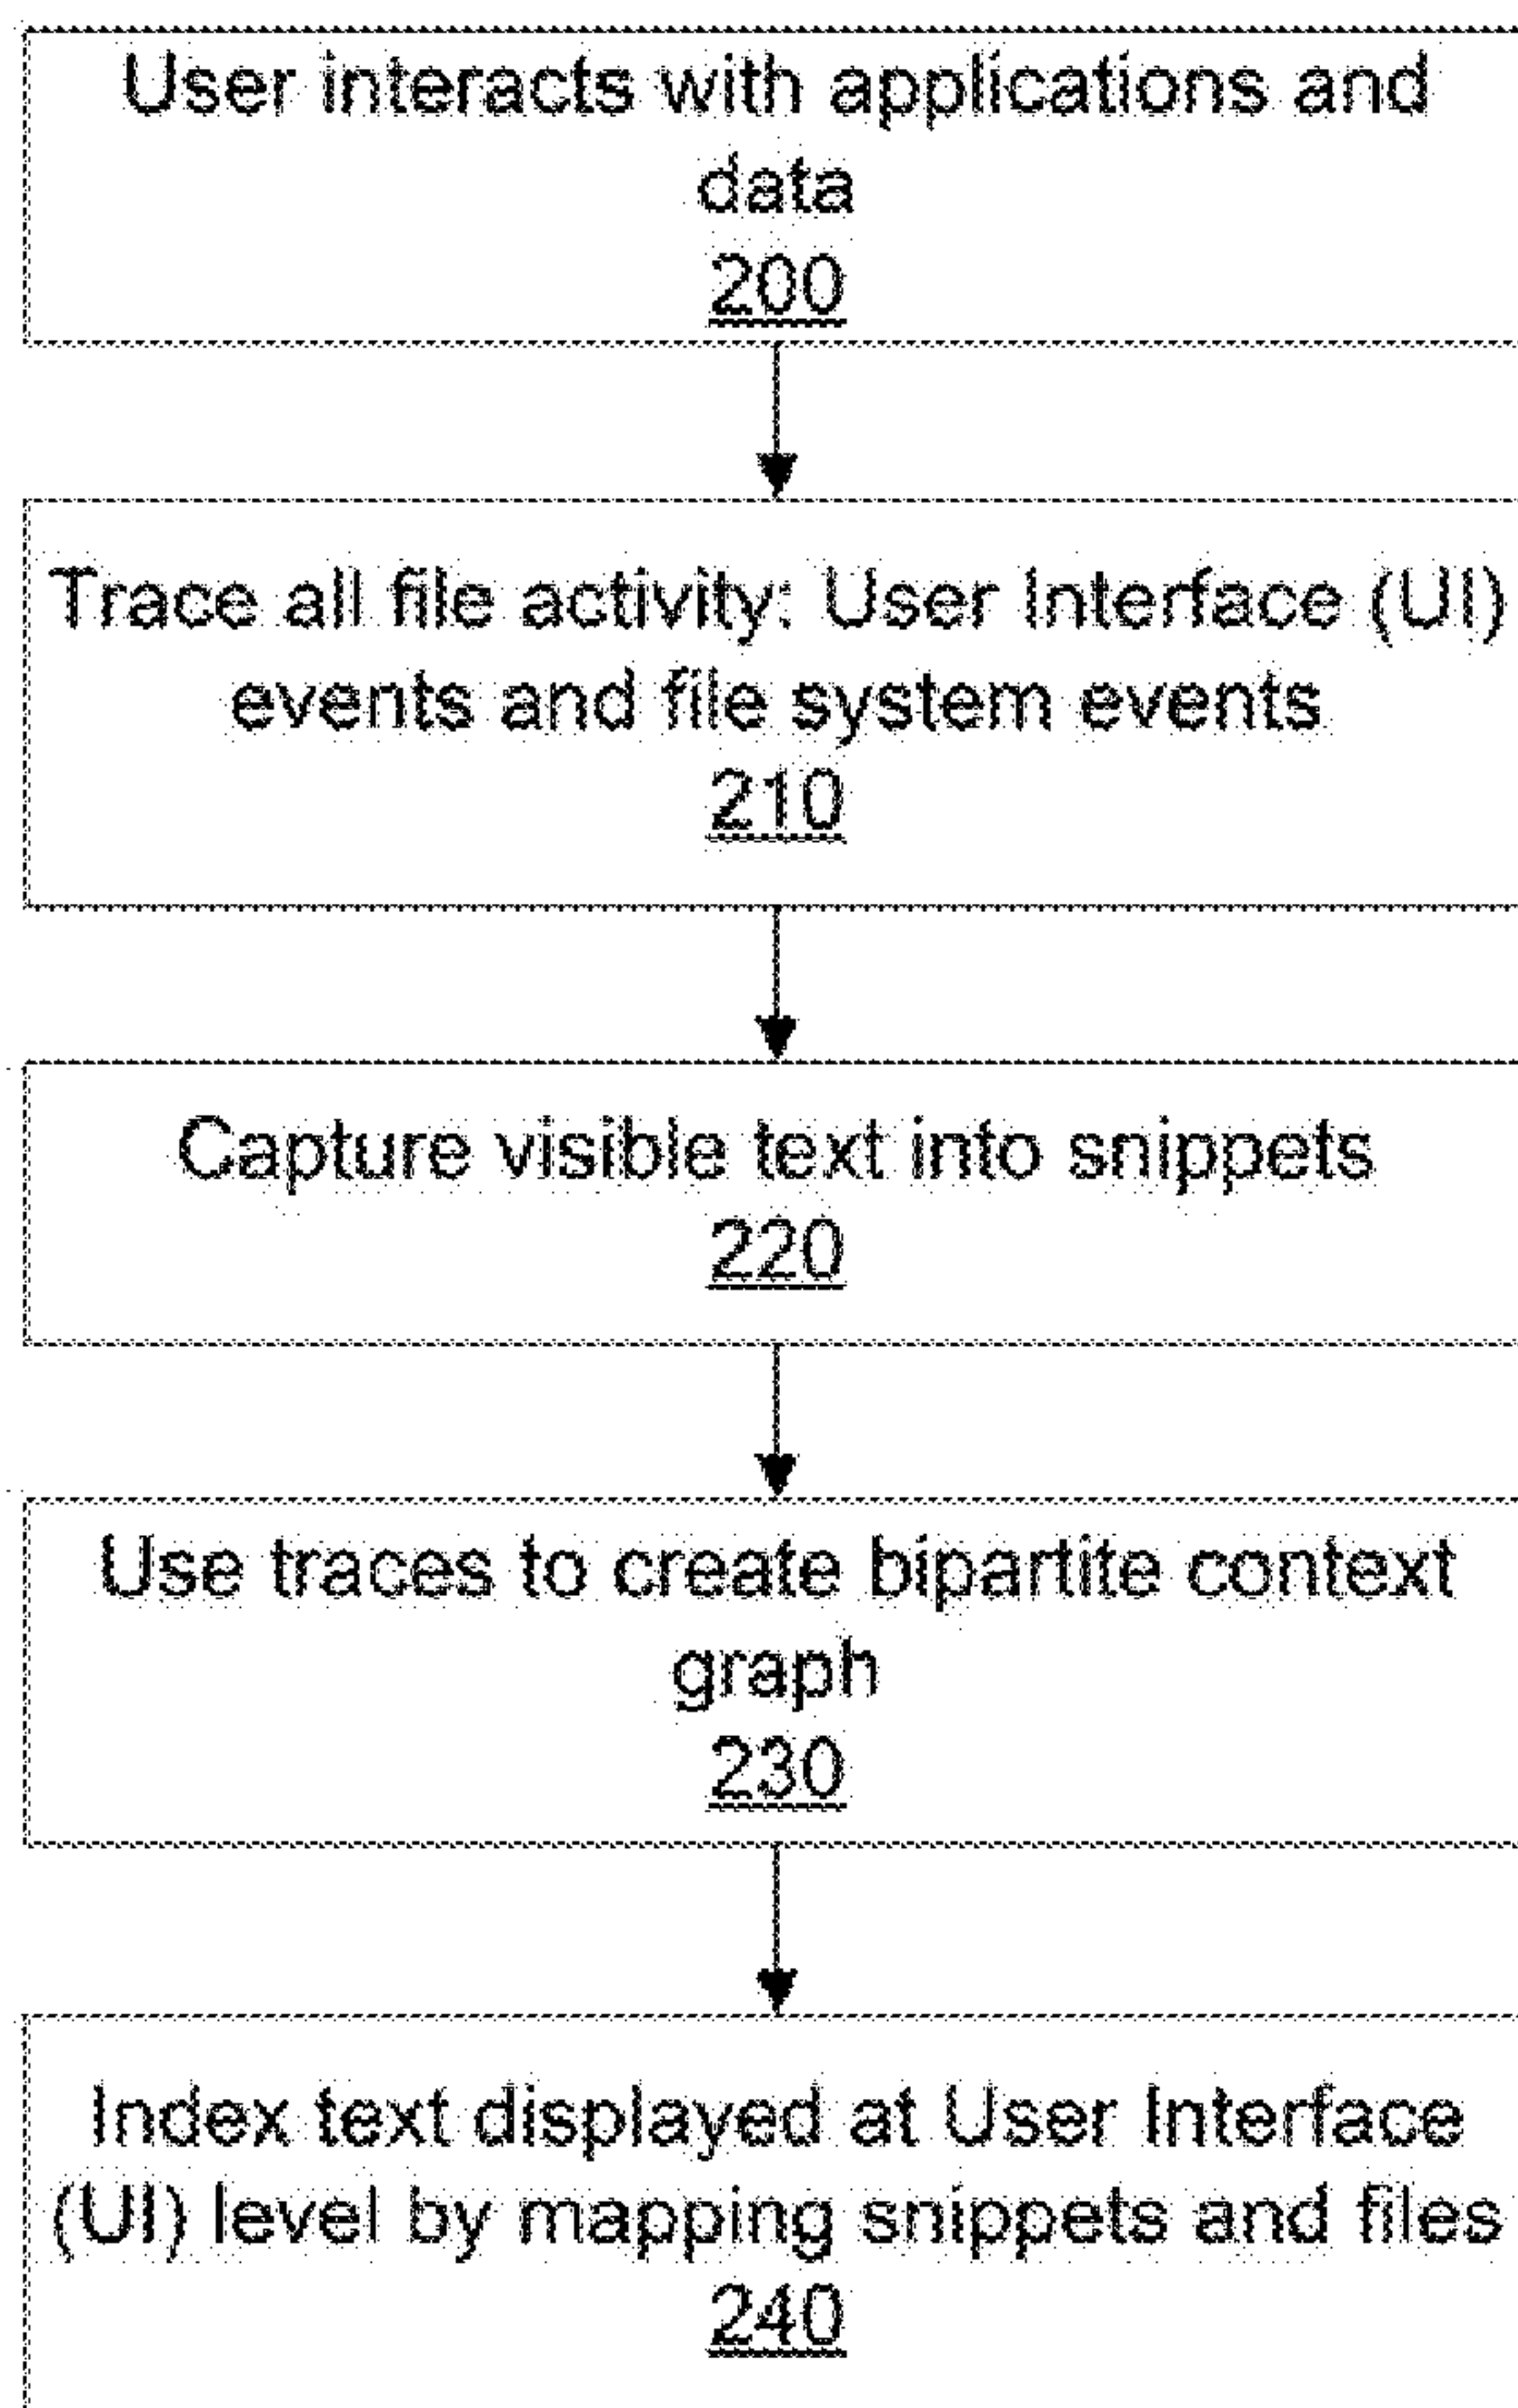 User interacts with applications and
data
200
Trace all file activity: User Interface (UI)
events and file system events
210
Capture visible text into snippets
220
Use traces to create bipartite context
graph
230
Index text displayed at User Interface
(UI) level by mapping snippets and files
240